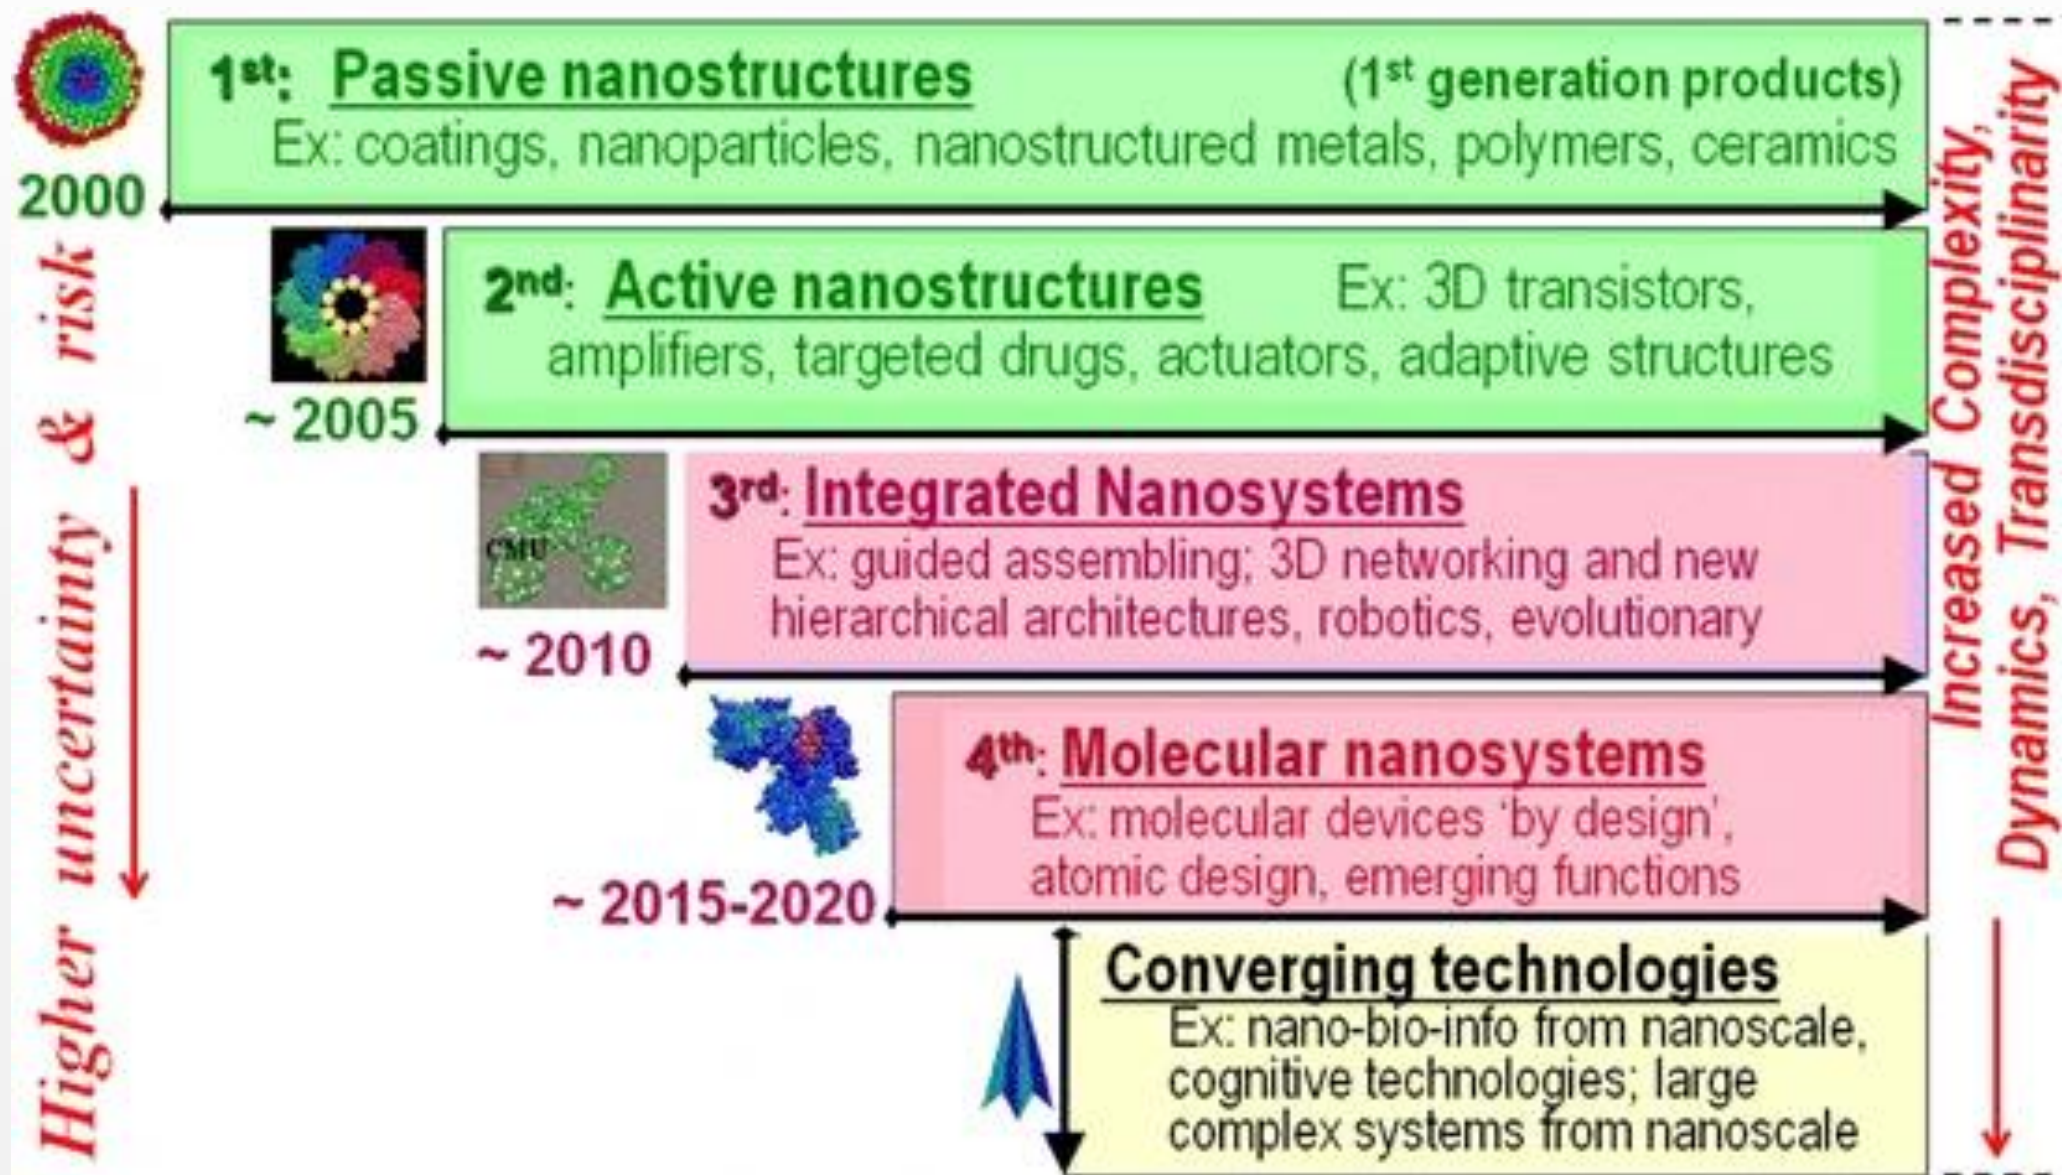 1st: Passive nanostructures (1st generation products)
Ex: coatings, nanoparticles, nanostructured metals, polymers, ceramics
2000
2nd: Active nanostructures Ex: 3D transistors,
amplifiers, targeted drugs, actuators, adaptive structures
~ 2005
3rd: Integrated Nanosystems
Ex: guided assembling; 3D networking and new
hierarchical architectures, robotics, evolutionary
CMU
~ 2010
4th: Molecular nanosystems
Ex: molecular devices ‘by design’,
atomic design, emerging functions
~ 2015-2020
Converging technologies
Ex: nano-bio-info from nanoscale,
cognitive technologies; large
complex systems from nanoscale
Higher uncertainty & risk
Increased Complexity,
Dynamics, Transdisciplinarity